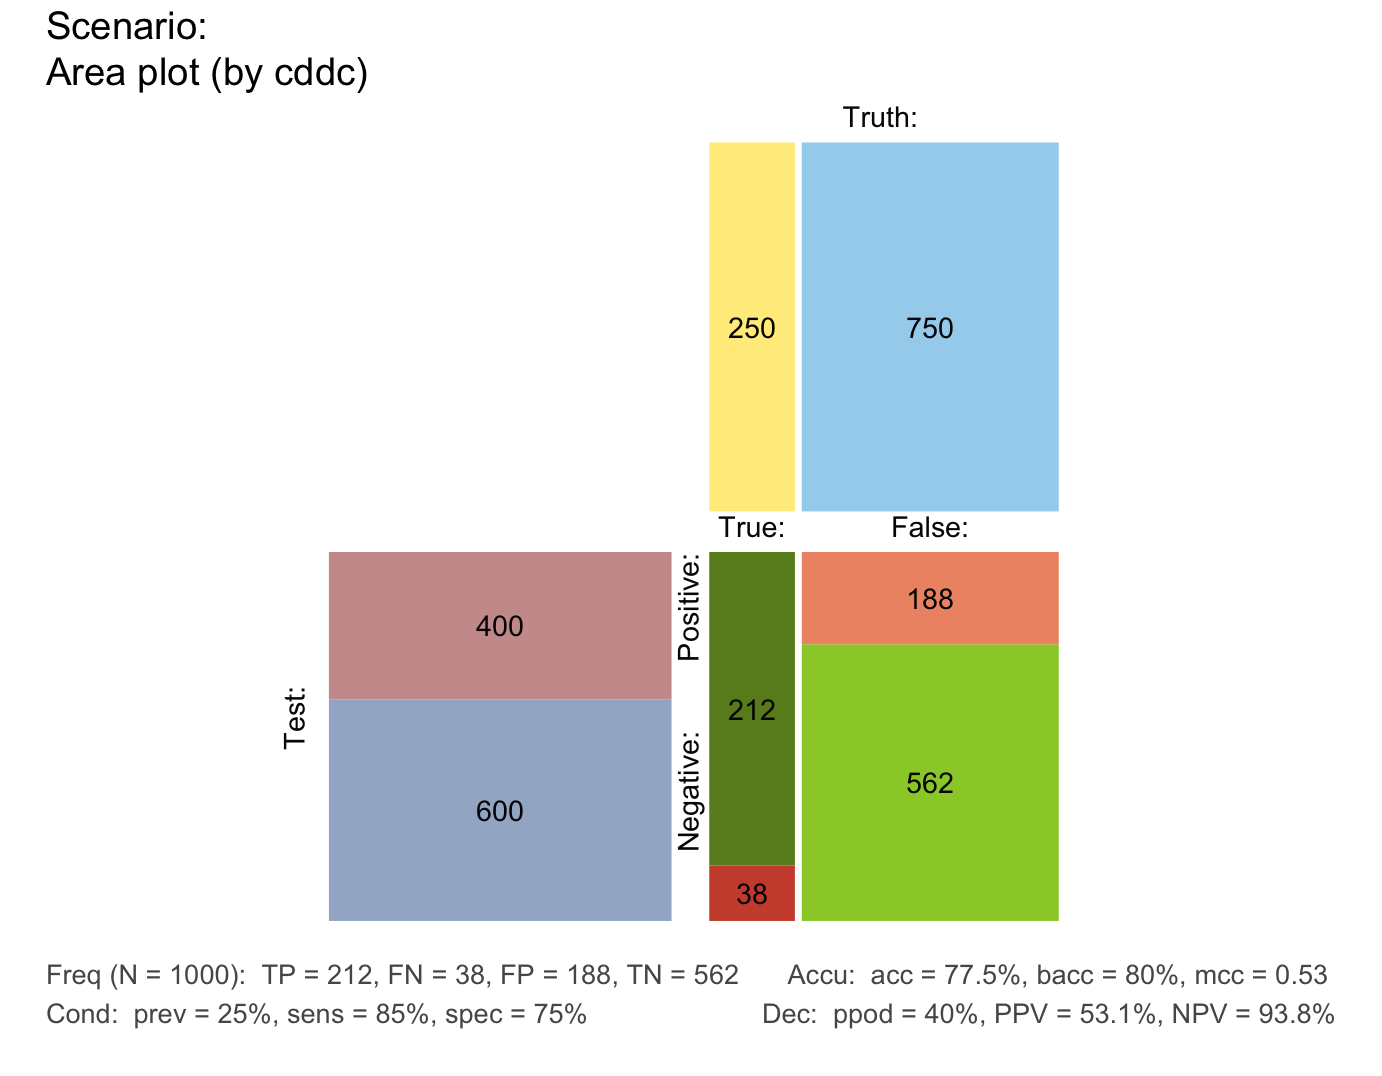 Scenario:
Area plot (by cddc)
Truth:
250
750
True:
False:
Positive:
188
400
212
Test:
Negative:
562
600
38
Freq (N = 1000):  TP = 212, FN = 38, FP = 188, TN = 562
Accu:  acc = 77.5%, bacc = 80%, mcc = 0.53
Cond:  prev = 25%, sens = 85%, spec = 75%
Dec:  ppod = 40%, PPV = 53.1%, NPV = 93.8%